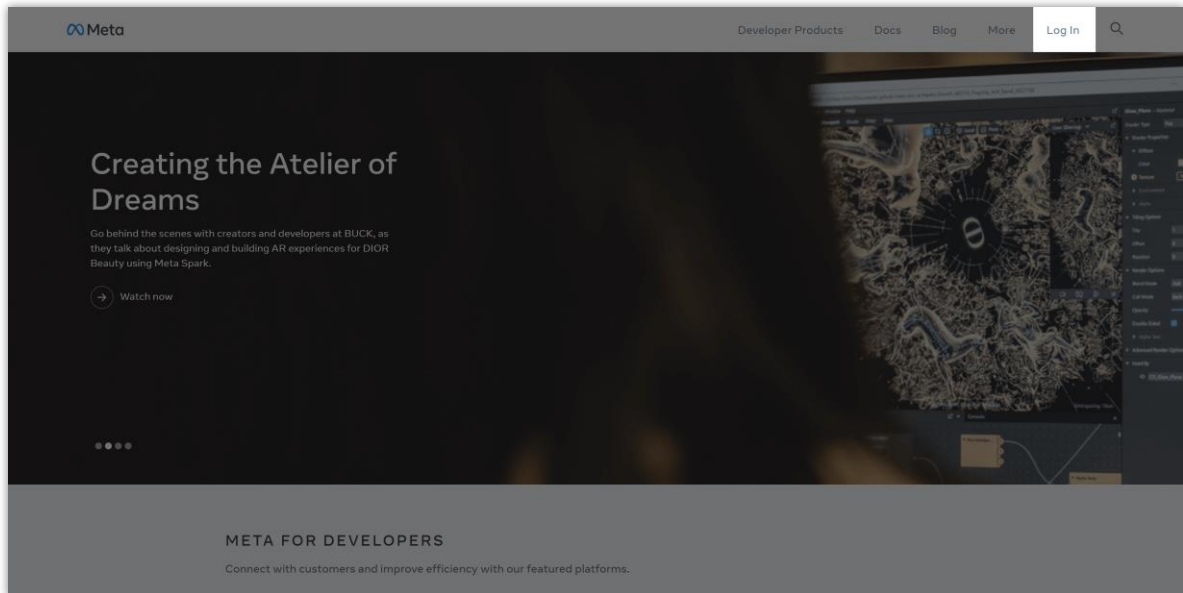 Meta
Developer Products
Docs
Blog
More
Log In
Creating the Atelier of
Dreams
Go behind the scenes with creators and developers at BUCK, as
they talk about designing and building AR experiences for DIOR
Beauty using Meta Spark.
Watch now
META FOR DEVELOPERS
Connect with customers and improve efficiency with our featured platforms.